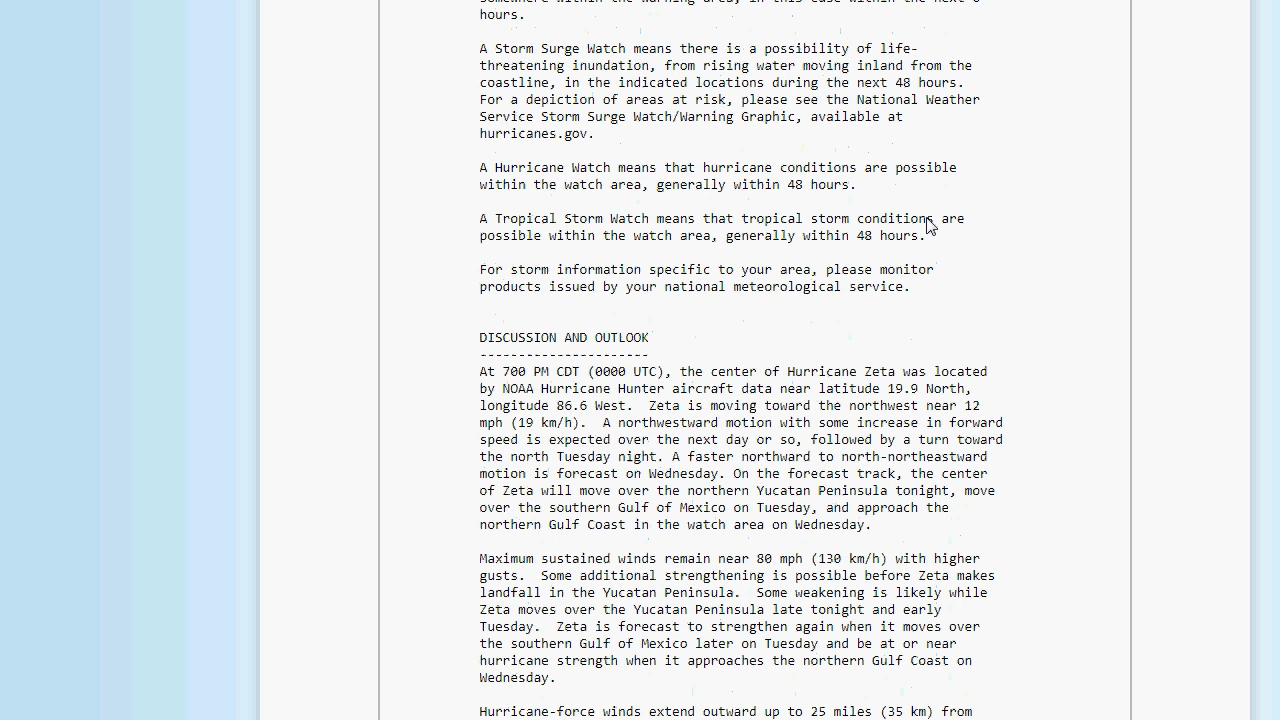 hours.
A Storm Surge Watch means there is a possibility of life-
threatening inundation, from rising water moving inland from the
coastline, in the indicated locations during the next 48 hours.
For a depiction of areas at risk, please see the National Weather
Service Storm Surge Watch/Warning Graphic, available at
hurricanes.gov.
A Hurricane Watch means that hurricane conditions are possible
within the watch area, generally within 48 hours.
A Tropical Storm Watch means that tropical storm conditions are
possible within the watch area, generally within 48 hours.
For storm information specific to your area, please monitor
products issued by your national meteorological service.
DISCUSSION AND OUTLOOK
----------------------
At 700 PM CDT (0000 UTC), the center of Hurricane Zeta was located
by NOAA Hurricane Hunter aircraft data near latitude 19.9 North,
longitude 86.6 West.  Zeta is moving toward the northwest near 12
mph (19 km/h).  A northwestward motion with some increase in forward
speed is expected over the next day or so, followed by a turn toward
the north Tuesday night. A faster northward to north-northeastward
motion is forecast on Wednesday. On the forecast track, the center
of Zeta will move over the northern Yucatan Peninsula tonight, move
over the southern Gulf of Mexico on Tuesday, and approach the
northern Gulf Coast in the watch area on Wednesday.
Maximum sustained winds remain near 80 mph (130 km/h) with higher
gusts.  Some additional strengthening is possible before Zeta makes
landfall in the Yucatan Peninsula.  Some weakening is likely while
Zeta moves over the Yucatan Peninsula late tonight and early
Tuesday.  Zeta is forecast to strengthen again when it moves over
the southern Gulf of Mexico later on Tuesday and be at or near
hurricane strength when it approaches the northern Gulf Coast on
Wednesday.
Hurricane-force winds extend outward up to 25 miles (35 km) from